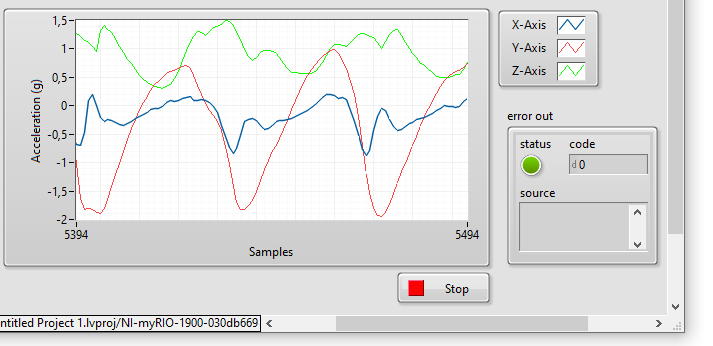 1,5
1
0,5
0
-0,5
-1
-1,5
-2
Acceleration (g)
5394
5494
Samples
X-Axis
Y-Axis
Z-Axis
error out
status
code
d 0
source
Stop
ntitled Project 1.lvproj/NI-myRIO-1900-030db669